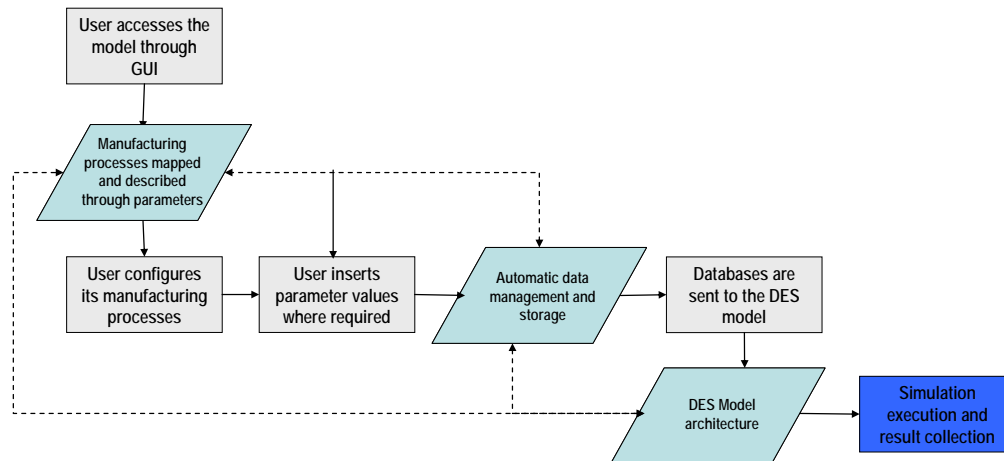 User accesses the
model through
GUI
Manufacturing
processes mapped
and described
through parameters
User configures
its manufacturing
processes
User inserts
parameter values
where required
Automatic data
management and
storage
Databases are
sent to the DES
model
DES Model
architecture
Simulation
execution and
result collection